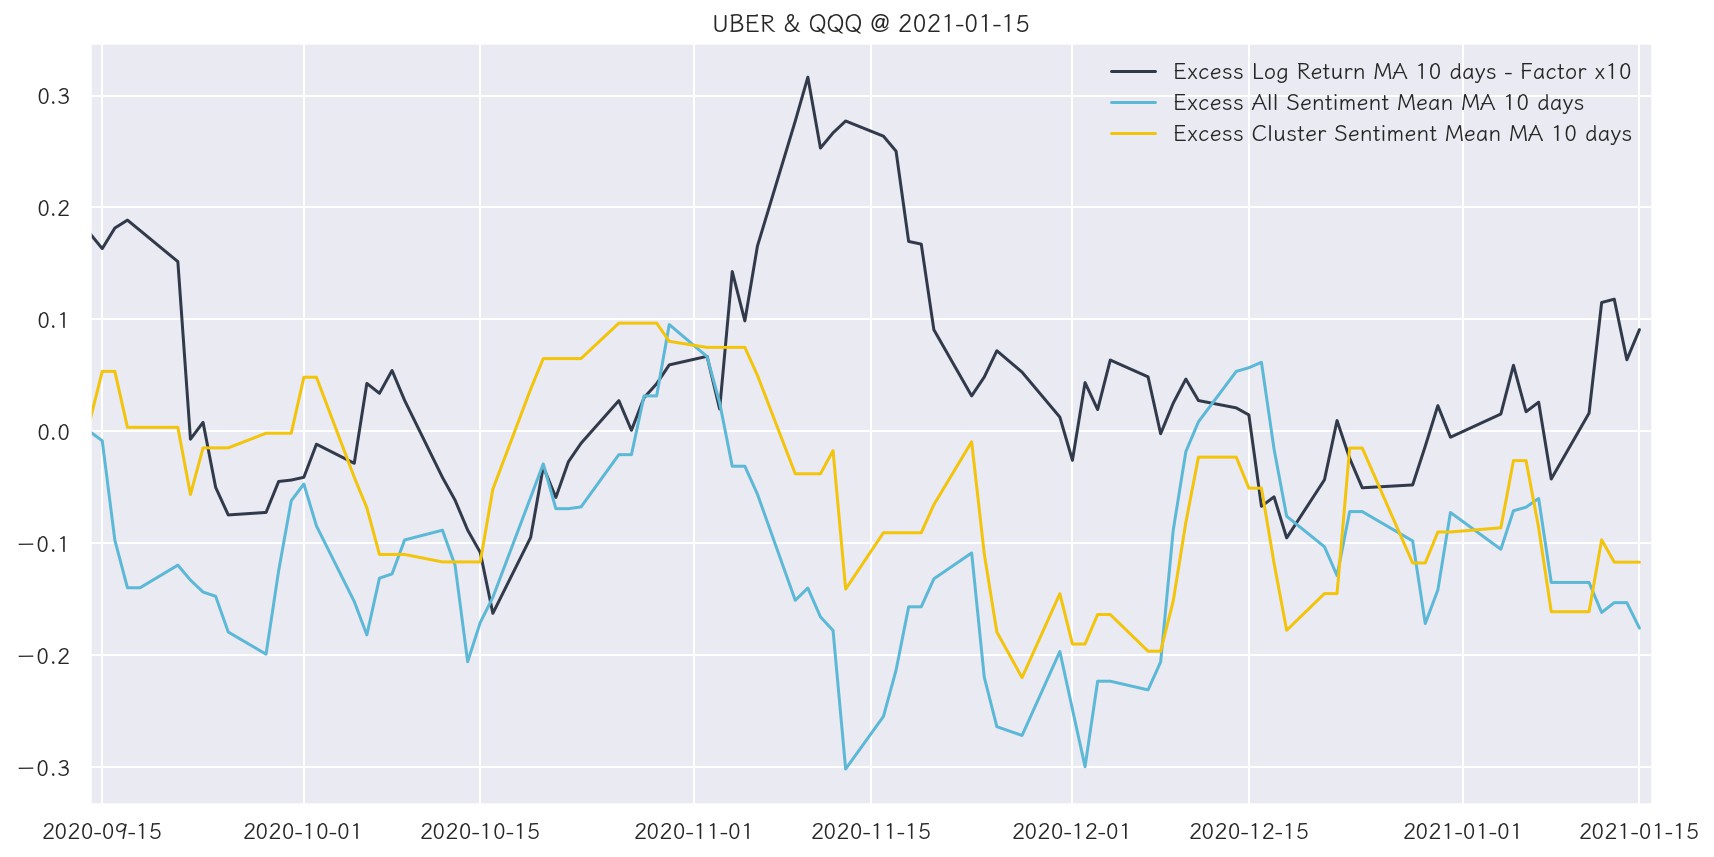 UBER & QQQ @ 2021-01-15
Excess Log Return MA 10 days - Factor x10
Excess All Sentiment Mean MA 10 days
Excess Cluster Sentiment Mean MA 10 days
0.3
0.2
0.1
0.0
−0.1
−0.2
−0.3
2020-09-15 2020-10-01 2020-10-15 2020-11-01 2020-11-15 2020-12-01 2020-12-15 2021-01-01 2021-01-15